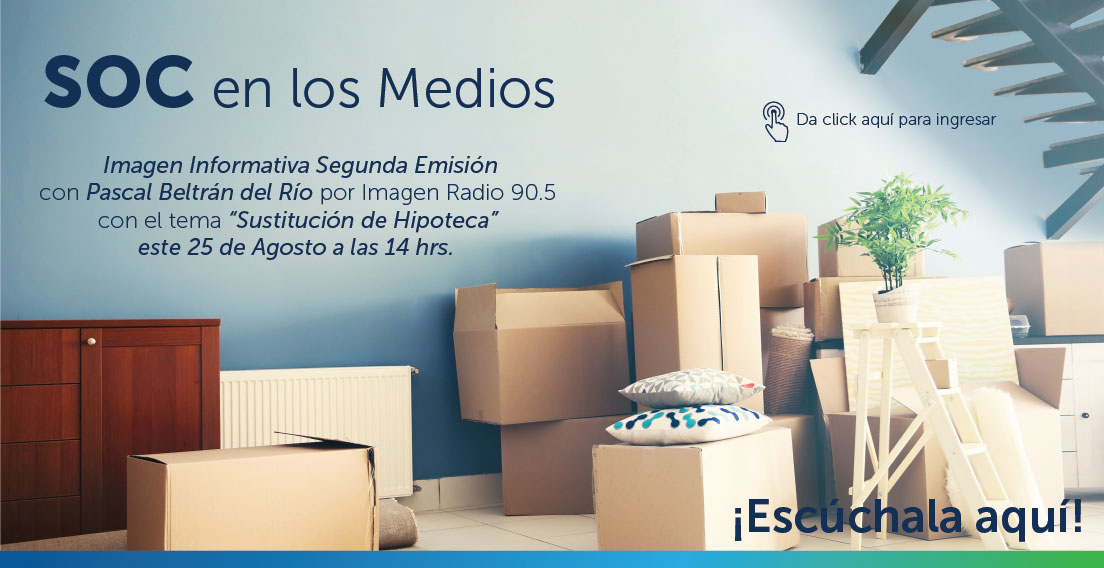 SOC en los Medios
Da click aquí para ingresar
Imagen Informativa Segunda Emisión
con Pascal Beltrán del Río por Imagen Radio 90.5
con el tema “Sustitución de Hipoteca”
este 25 de Agosto a las 14 hrs.
¡Escúchala aquí!